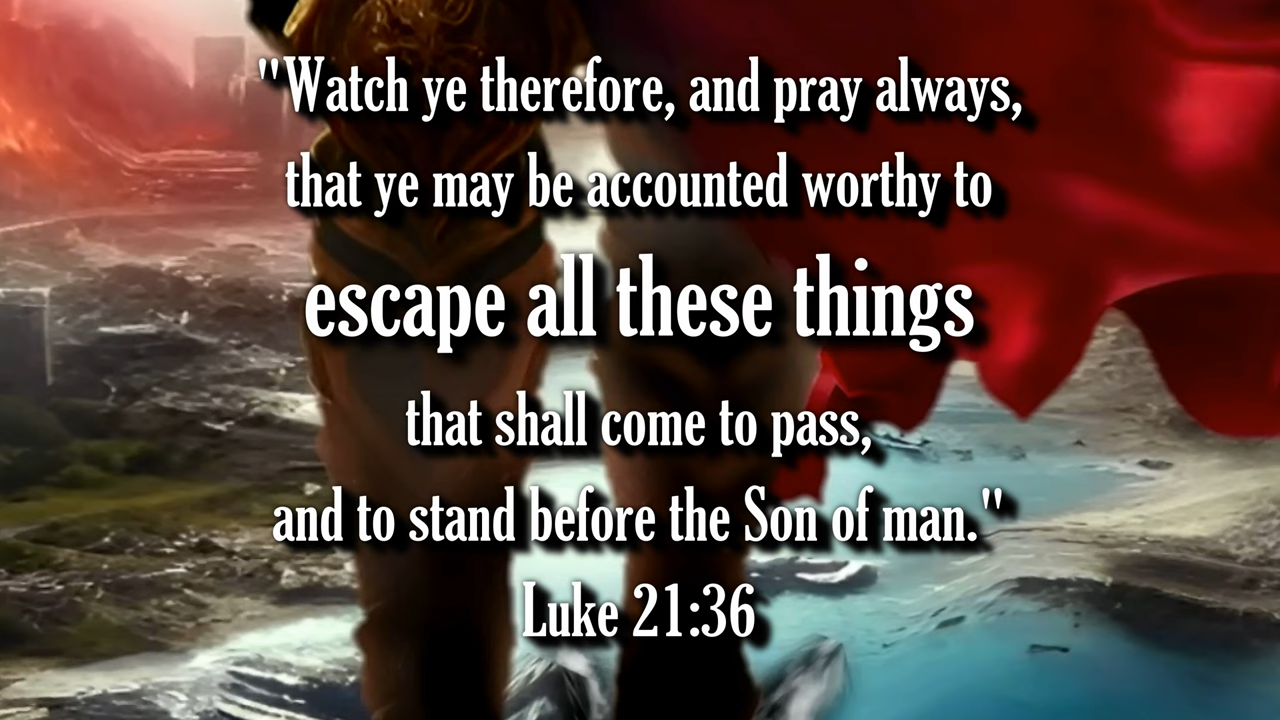 "Watch ye therefore, and pray always,
that ye may be accounted worthy to
escape all these things
that shall come to pass,
and to stand before the Son of man."
Luke 21:36